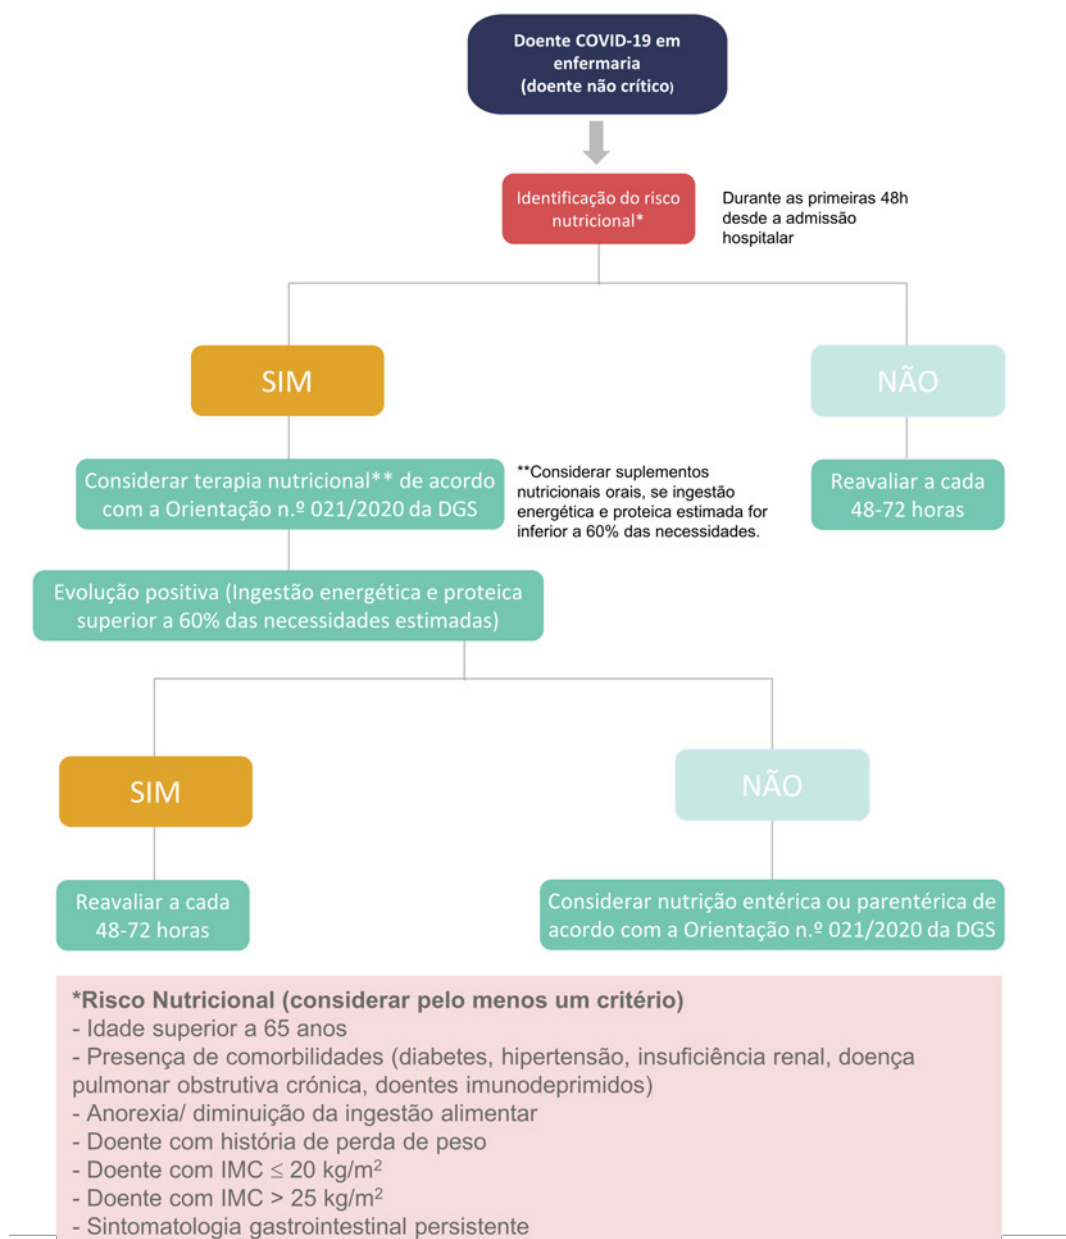 Doente COVID-19 em
enfermaria
(doente não crítico)
Identificação do risco
nutricional*
Durante as primeiras 48h
desde a admissão
hospitalar
SIM
NÃO
Considerar terapia nutricional** de acordo
com a Orientação n.º 021/2020 da DGS
**Considerar suplementos
nutricionais orais, se ingestão
energética e proteica estimada for
inferior a 60% das necessidades.
Reavaliar a cada
48-72 horas
Evolução positiva (Ingestão energética e proteica
superior a 60% das necessidades estimadas)
SIM
NÃO
Reavaliar a cada
48-72 horas
Considerar nutrição entérica ou parentérica de
acordo com a Orientação n.º 021/2020 da DGS
*Risco Nutricional (considerar pelo menos um critério)
- Idade superior a 65 anos
- Presença de comorbilidades (diabetes, hipertensão, insuficiência renal, doença
pulmonar obstrutiva crónica, doentes imunodeprimidos)
- Anorexia/ diminuição da ingestão alimentar
- Doente com história de perda de peso
- Doente com IMC ≤ 20 kg/m²
- Doente com IMC > 25 kg/m²
- Sintomatologia gastrointestinal persistente